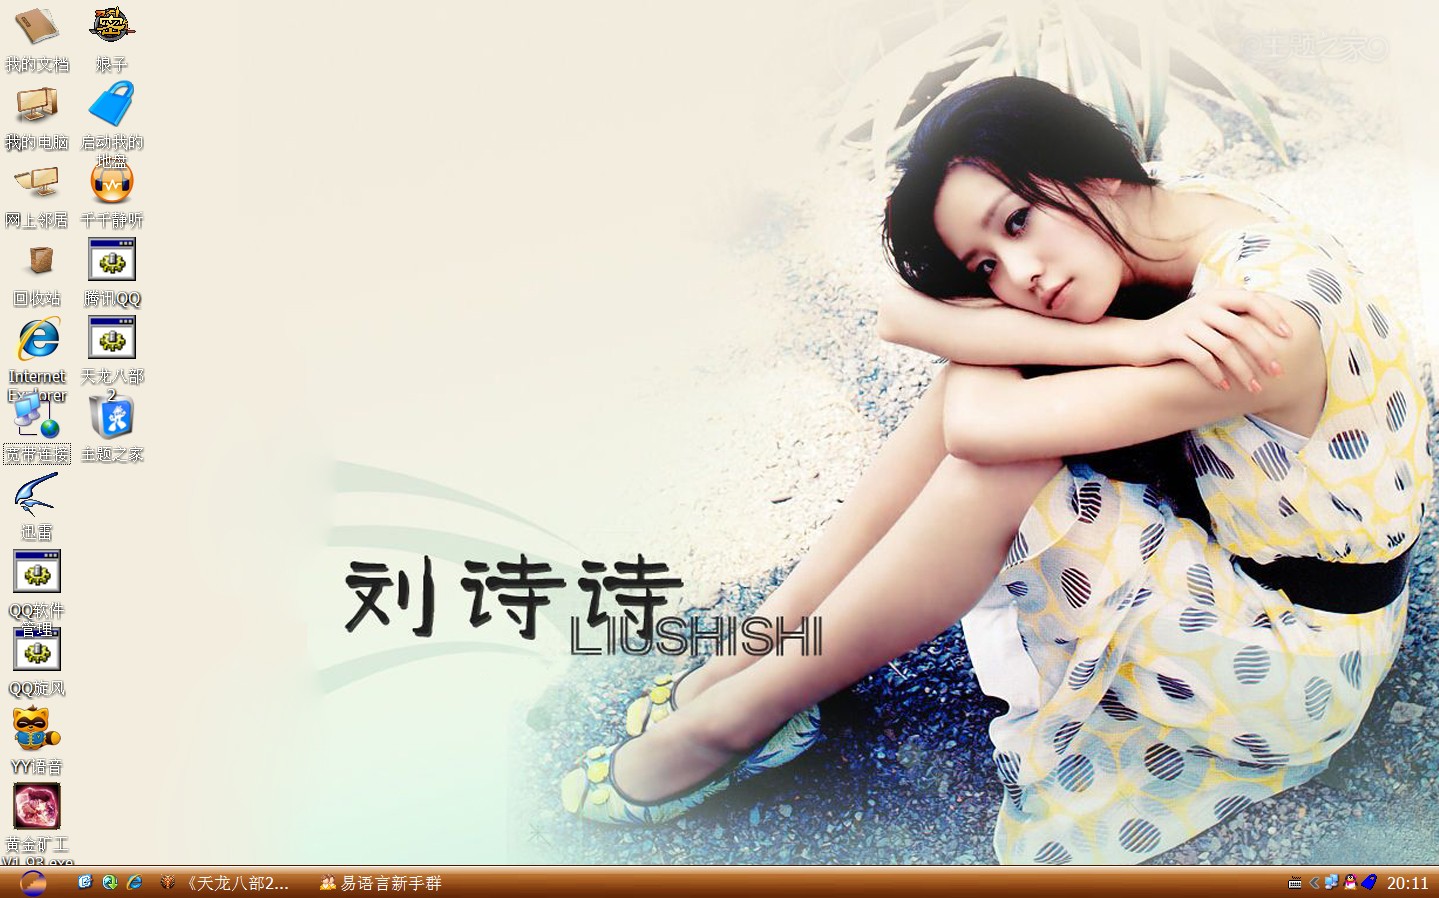 我的文档
娘子
我的电脑
启动我的
地盘
网上邻居
千千静听
回收站
腾讯QQ
Internet
Explorer
天龙八部
2
宽带连接
主题之家
迅雷
QQ软件
管理
QQ旋风
YY语音
黄金矿工
V1.93.exe
主题之家
刘诗诗
LIUSHISHI
《天龙八部2...
易语言新手群
20:11